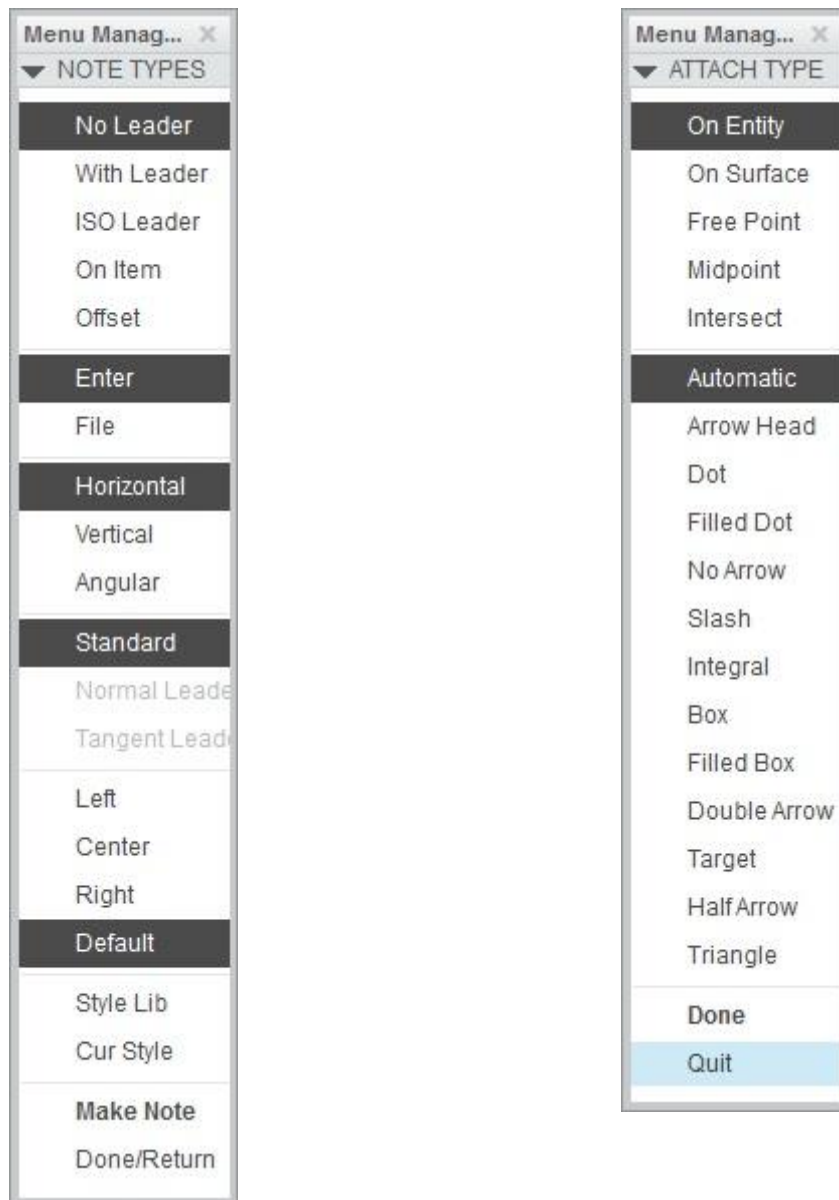 Menu Manag...
NOTE TYPES
No Leader
With Leader
ISO Leader
On Item
Offset
Enter
File
Horizontal
Vertical
Angular
Standard
Normal Leade
Tangent Lead
Left
Center
Right
Default
Style Lib
Cur Style
Make Note
Done/Return
Menu Manag...
ATTACH TYPE
On Entity
On Surface
Free Point
Midpoint
Intersect
Automatic
Arrow Head
Dot
Filled Dot
No Arrow
Slash
Integral
Box
Filled Box
Double Arrow
Target
Half Arrow
Triangle
Done
Quit